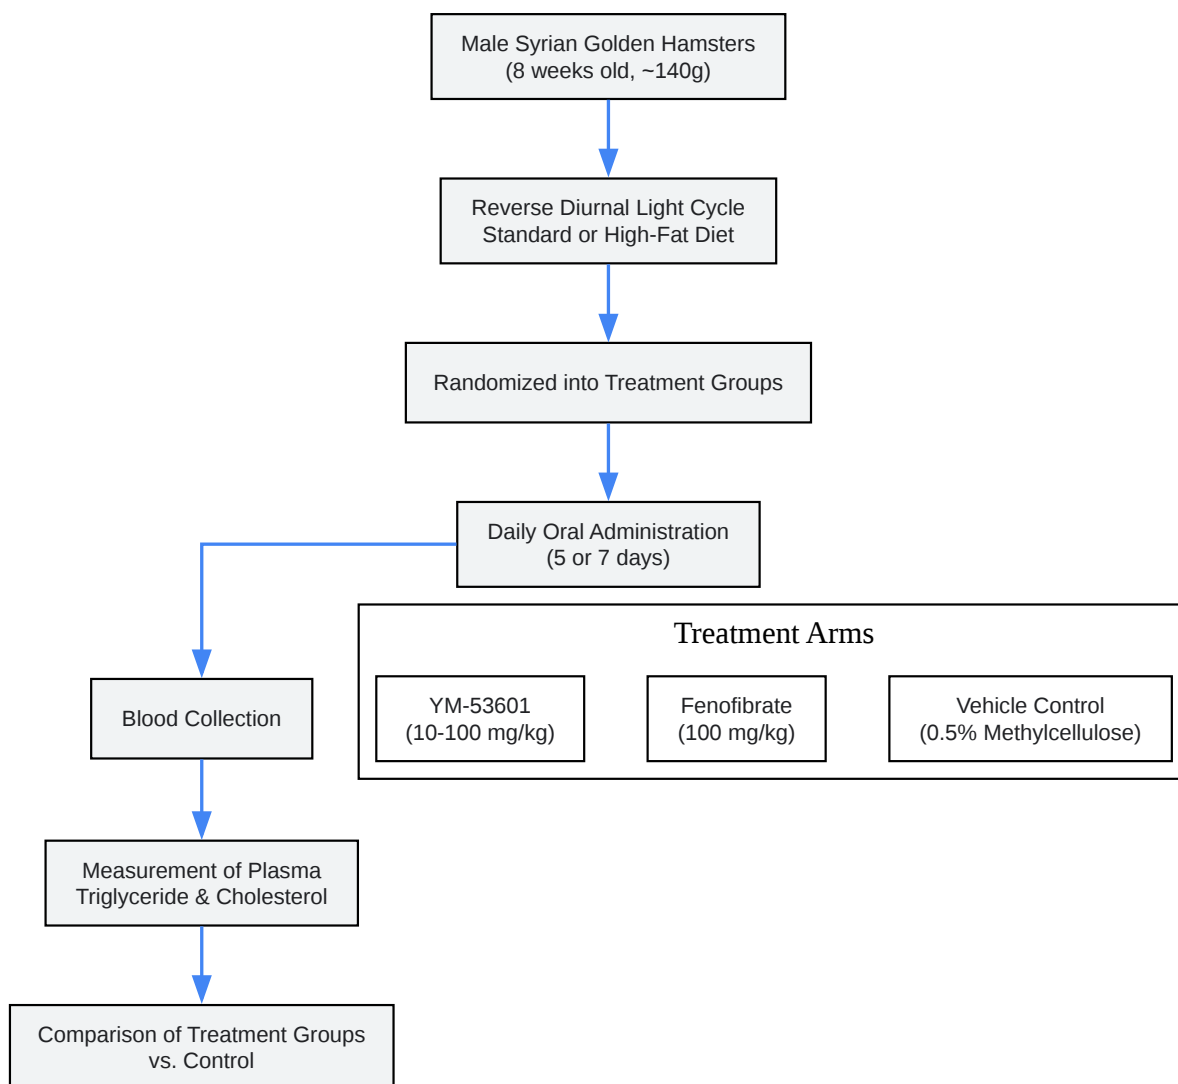 Male Syrian Golden Hamsters
(8 weeks old, ~140g)
Reverse Diurnal Light Cycle
Standard or High-Fat Diet
Randomized into Treatment Groups
Daily Oral Administration
(5 or 7 days)
Treatment Arms
YM-53601
(10-100 mg/kg)
Fenofibrate
(100 mg/kg)
Vehicle Control
(0.5% Methylcellulose)
Blood Collection
Measurement of Plasma
Triglyceride & Cholesterol
Comparison of Treatment Groups
vs. Control